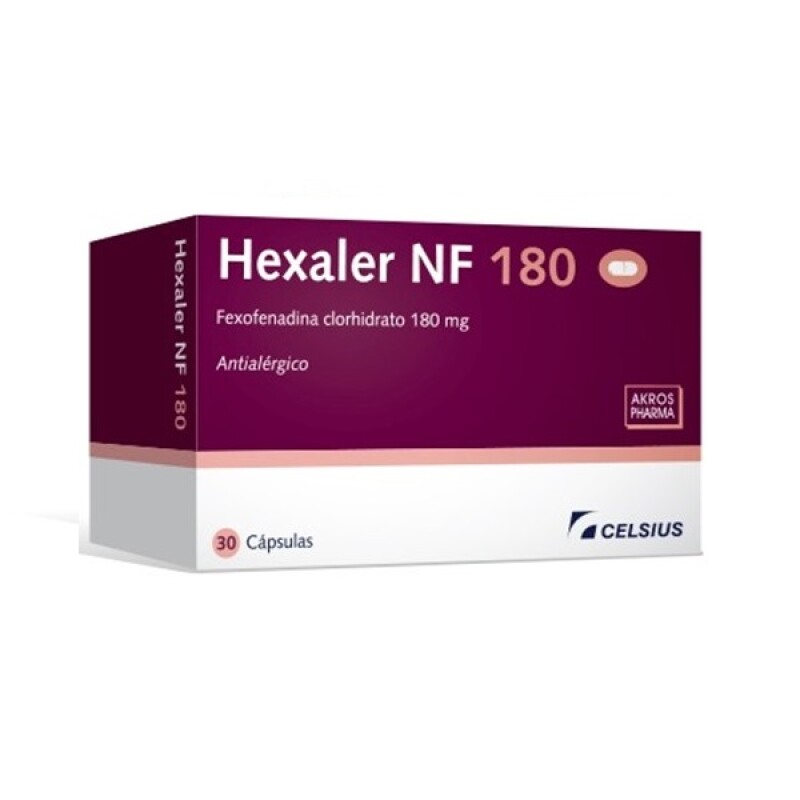 Hexaler NF 180
Hexaler NF 180
Fexofenadina clorhidrato 180 mg
Antialérgico
AKROS
PHARMA
30 Cápsulas
CELSIUS